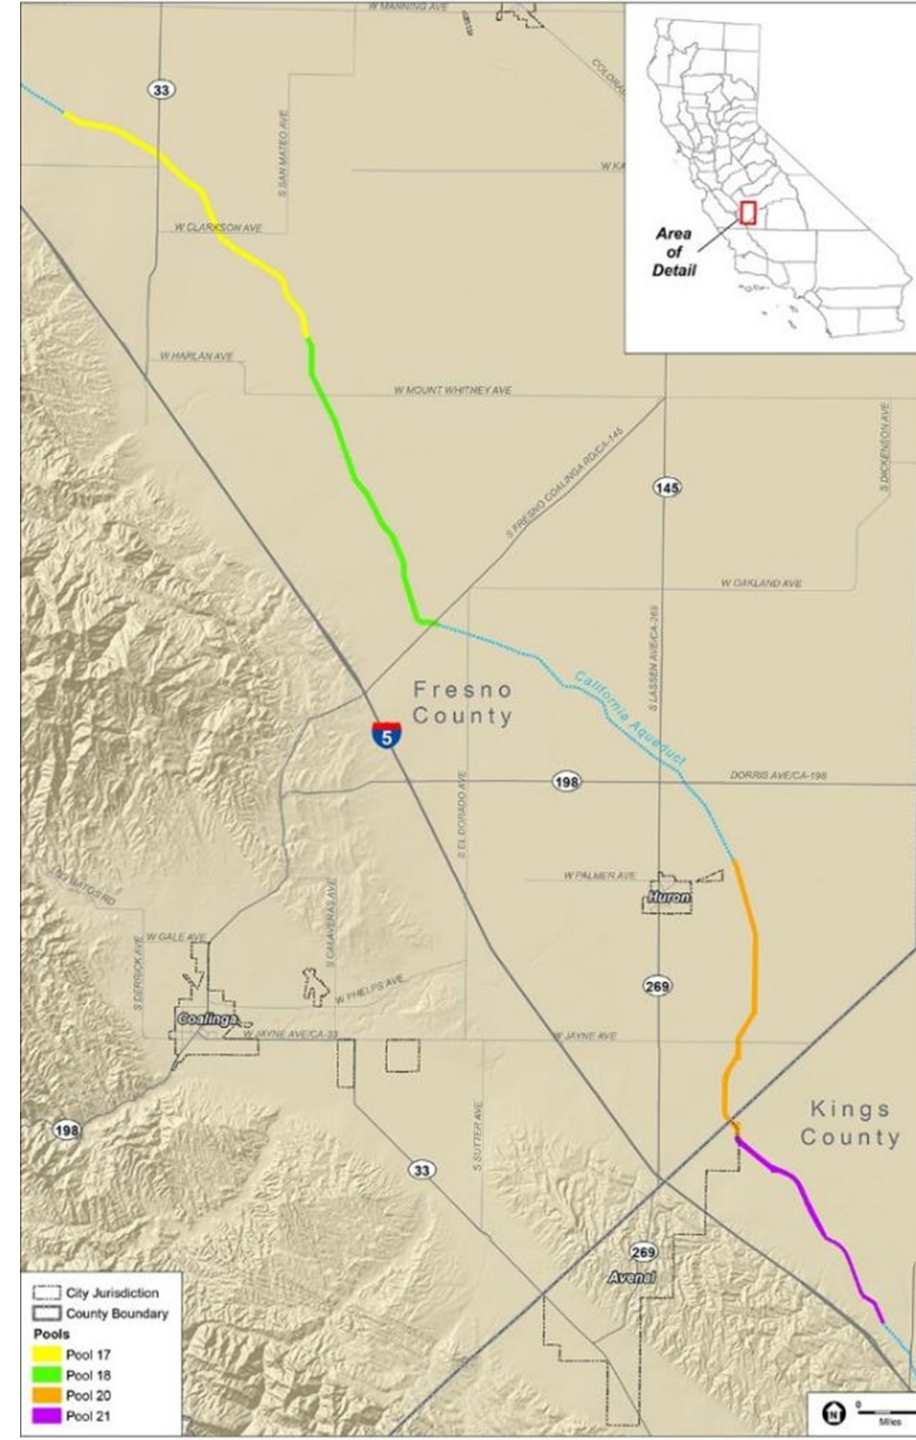 W MANNING AVE
33
COLORA
S SAN MATEO AVE
W KA
W CLARKSON AVE
Area
of
Detail
W HARLAN AVE
W MOUNT WHITNEY AVE
S DICKENSON AVE
S FRESNO COALINGA RD/CA-145
145
W OAKLAND AVE
S LASSEN AVE/CA-269
Fresno
County
California Aqueduct
5
198
DORRIS AVE/CA-198
S EL DORADO AVE
W PALMER AVE
LOS GATOS RD
Huron
S CALAVERAS AVE
S DERRICK AVE
W GALE AVE
269
W PHELPS AVE
Coalinga
W JAYNE AVE/CA-33
W JAYNE AVE
Kings
County
198
S SUTTER AVE
33
269
Avenal
City Jurisdiction
County Boundary
Pools
Pool 17
Pool 18
Pool 20
Pool 21
N
0
Miles